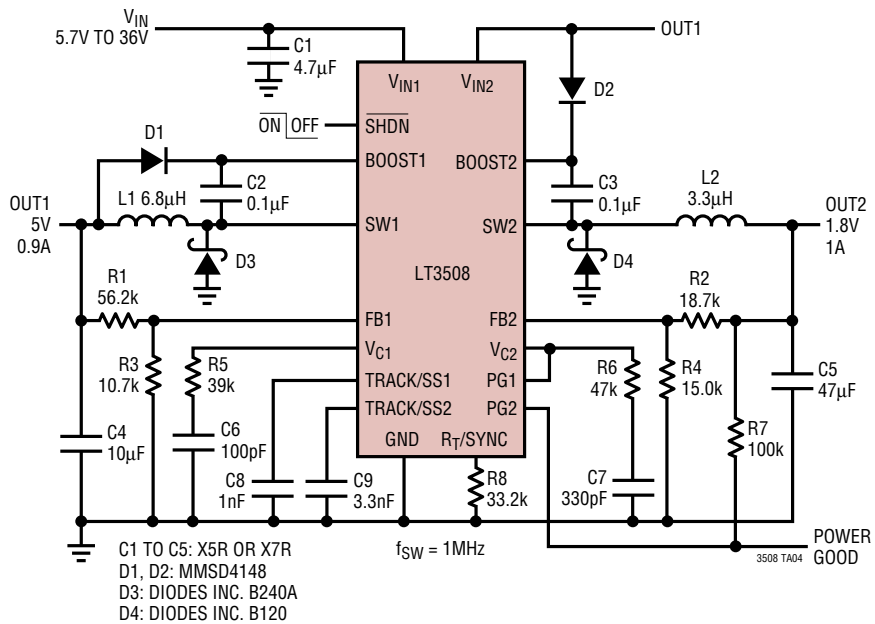 VIN
5.7V TO 36V
C1
4.7µF
OUT1
VIN1
VIN2
D2
ON OFF
SHDN
D1
BOOST1
BOOST2
C2
0.1µF
C3
0.1µF
L2
3.3µH
OUT1
5V
0.9A
L1 6.8µH
SW1
SW2
OUT2
1.8V
1A
D3
D4
LT3508
R1
56.2k
R2
18.7k
FB1
FB2
VC1
VC2
R3
10.7k
R5
39k
TRACK/SS1
PG1
R6
47k
R4
15.0k
C5
47µF
TRACK/SS2
PG2
C4
10µF
C6
100pF
GND
RT/SYNC
R7
100k
C8
1nF
C9
3.3nF
R8
33.2k
C7
330pF
fSW = 1MHz
POWER
GOOD
3508 TA04
C1 TO C5: X5R OR X7R
D1, D2: MMSD4148
D3: DIODES INC. B240A
D4: DIODES INC. B120